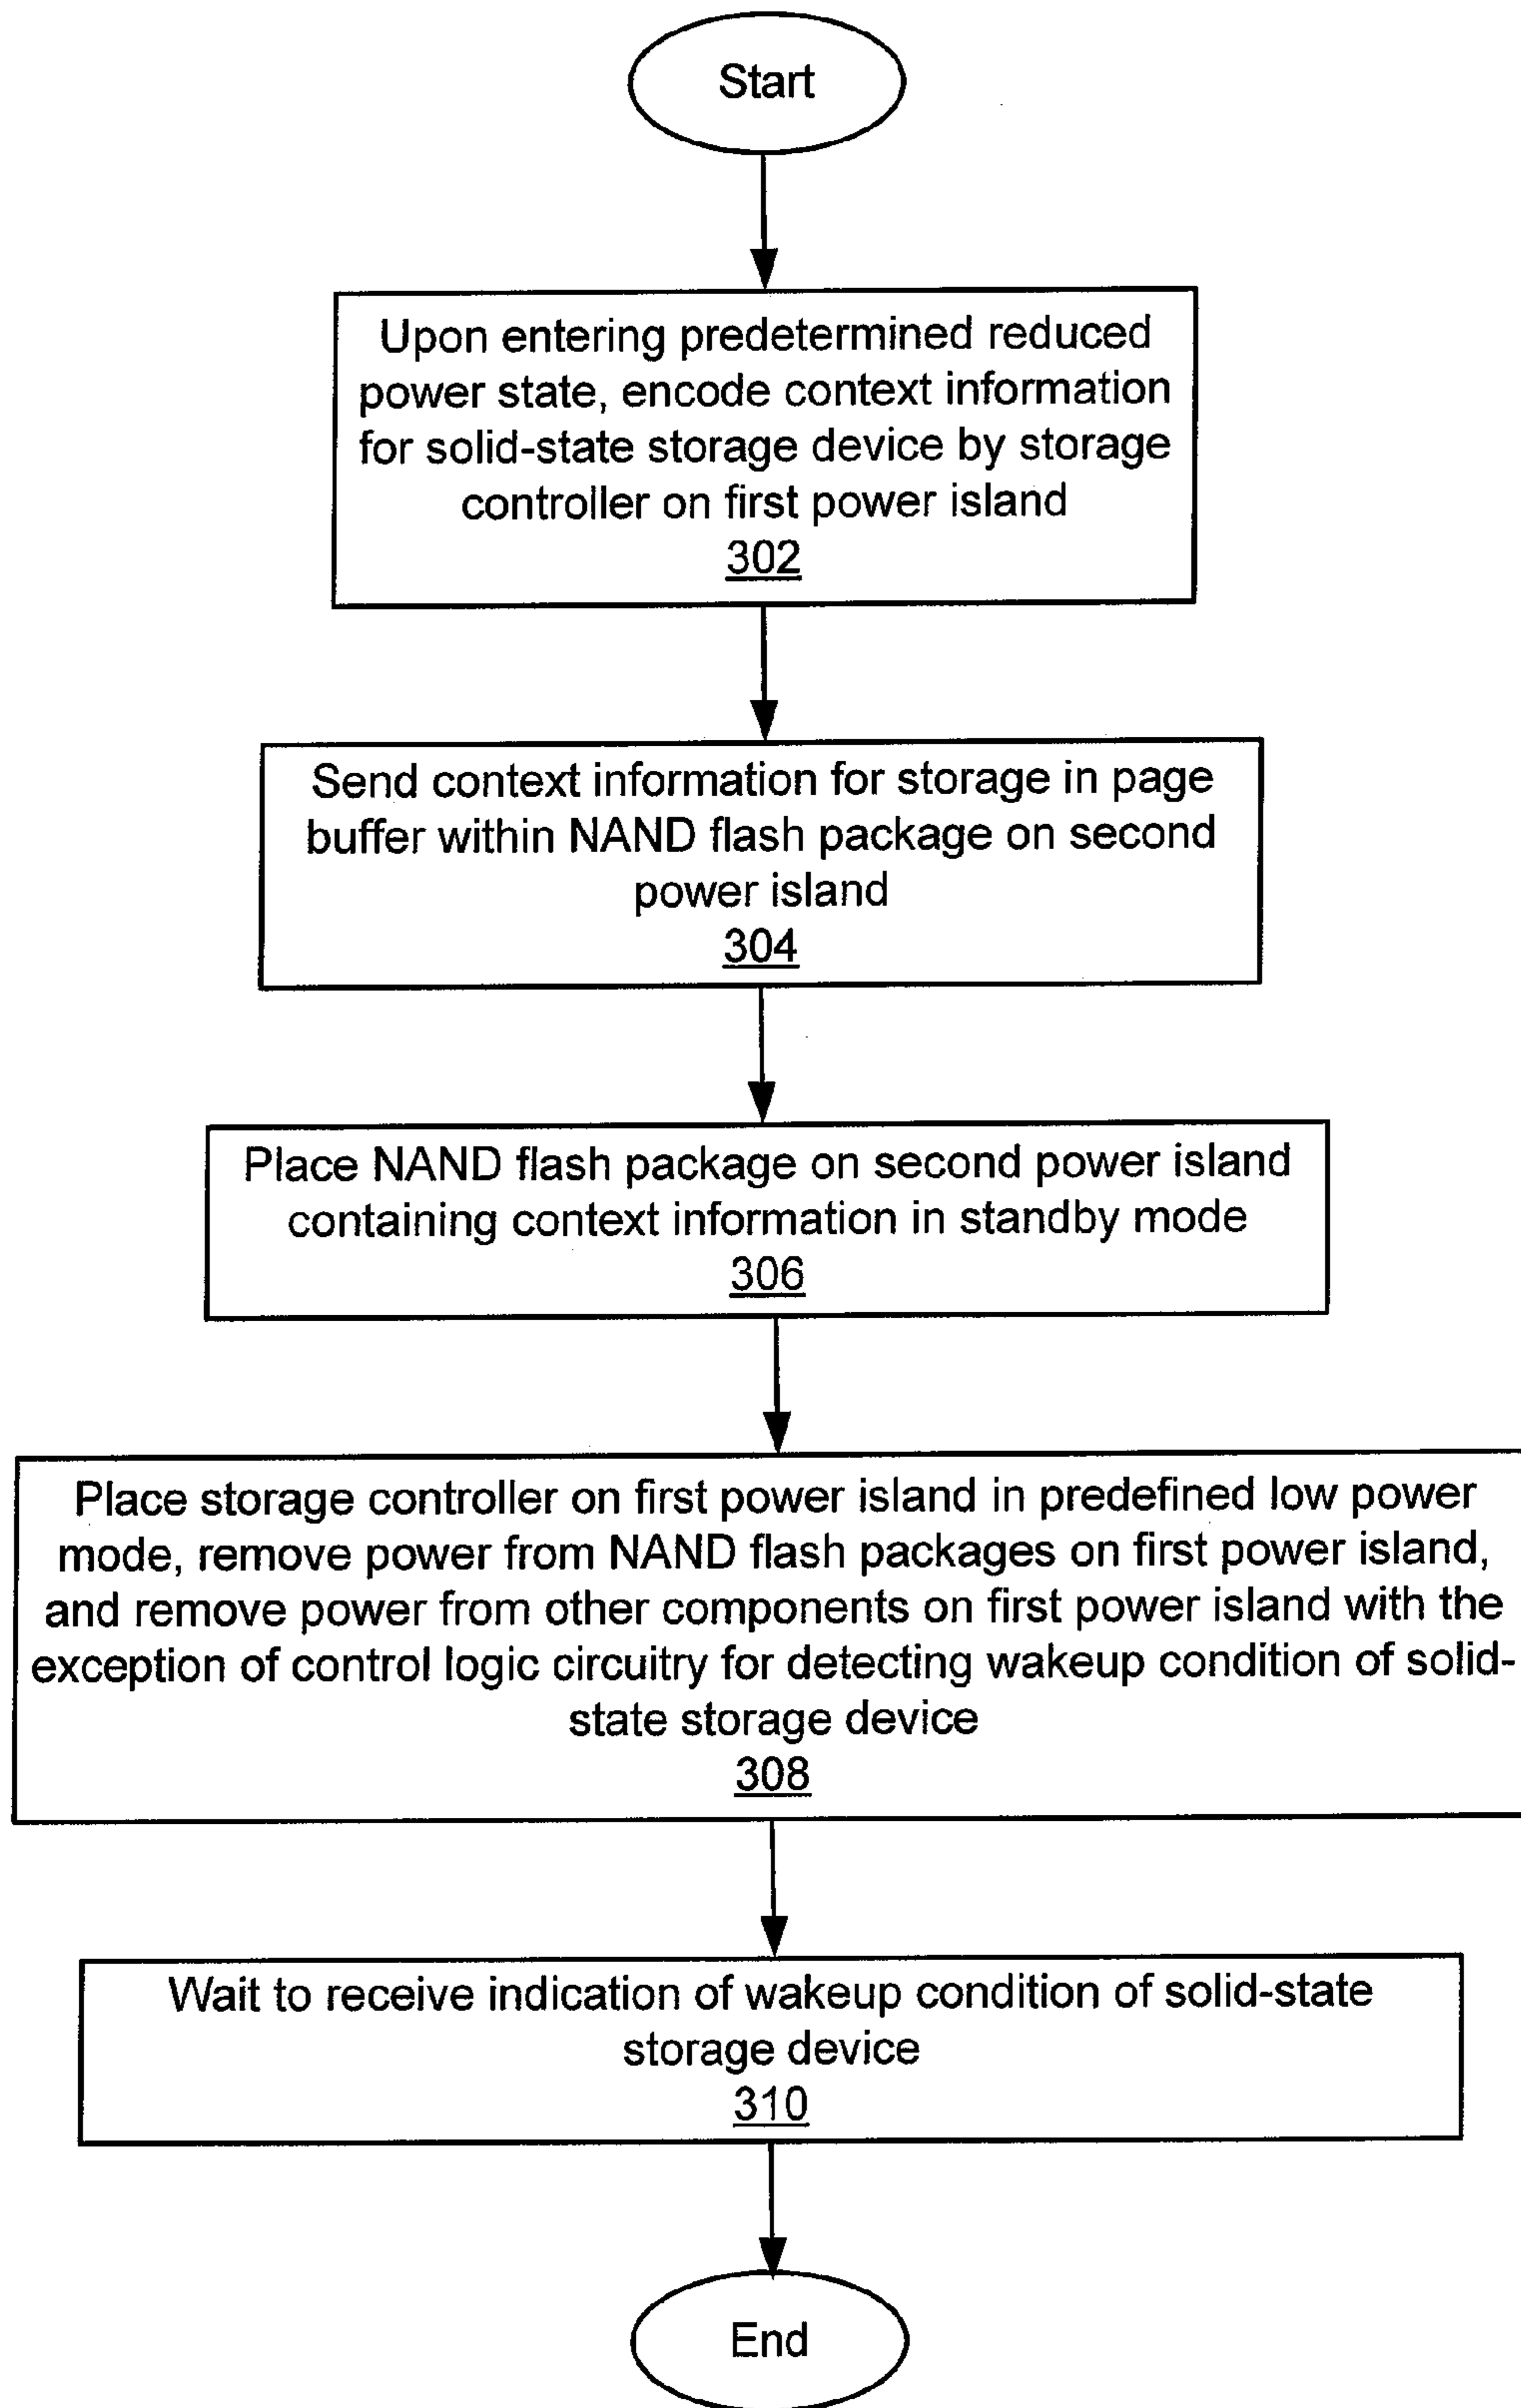 Start
Upon entering predetermined reduced
power state, encode context information
for solid-state storage device by storage
controller on first power island
302
Send context information for storage in page
buffer within NAND flash package on second
power island
304
Place NAND flash package on second power island
containing context information in standby mode
306
Place storage controller on first power island in predefined low power
mode, remove power from NAND flash packages on first power island,
and remove power from other components on first power island with the
exception of control logic circuitry for detecting wakeup condition of solid-
state storage device
308
Wait to receive indication of wakeup condition of solid-state
storage device
310
End